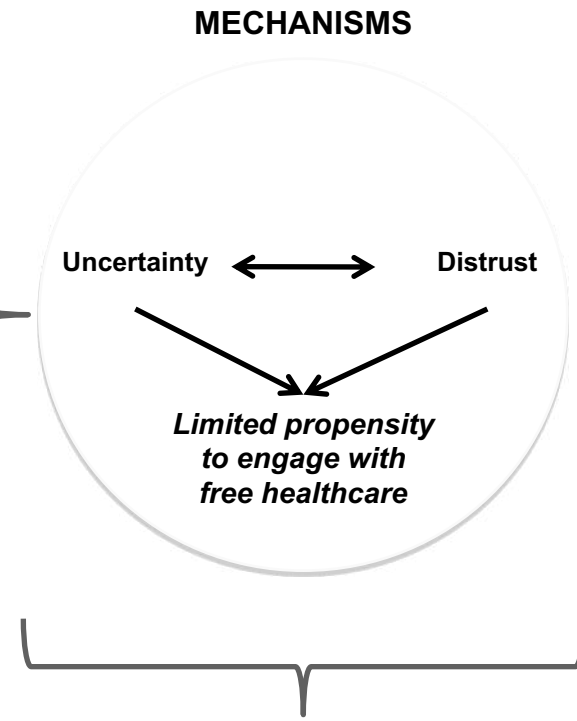 MECHANISMS
Uncertainty Distrust
Limited propensity
to engage with
free healthcare